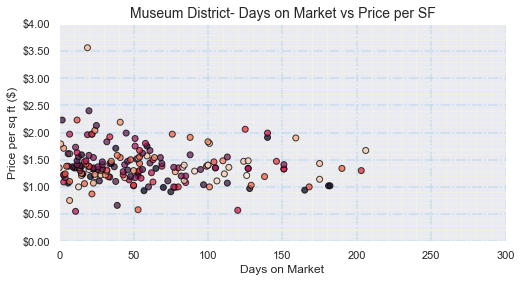 Museum District- Days on Market vs Price per SF
$4.00
$3.50
$3.00
$2.50
$2.00
$1.50
$1.00
$0.50
$0.00
Price per sq ft ($)
0 50 100 150 200 250 300
Days on Market